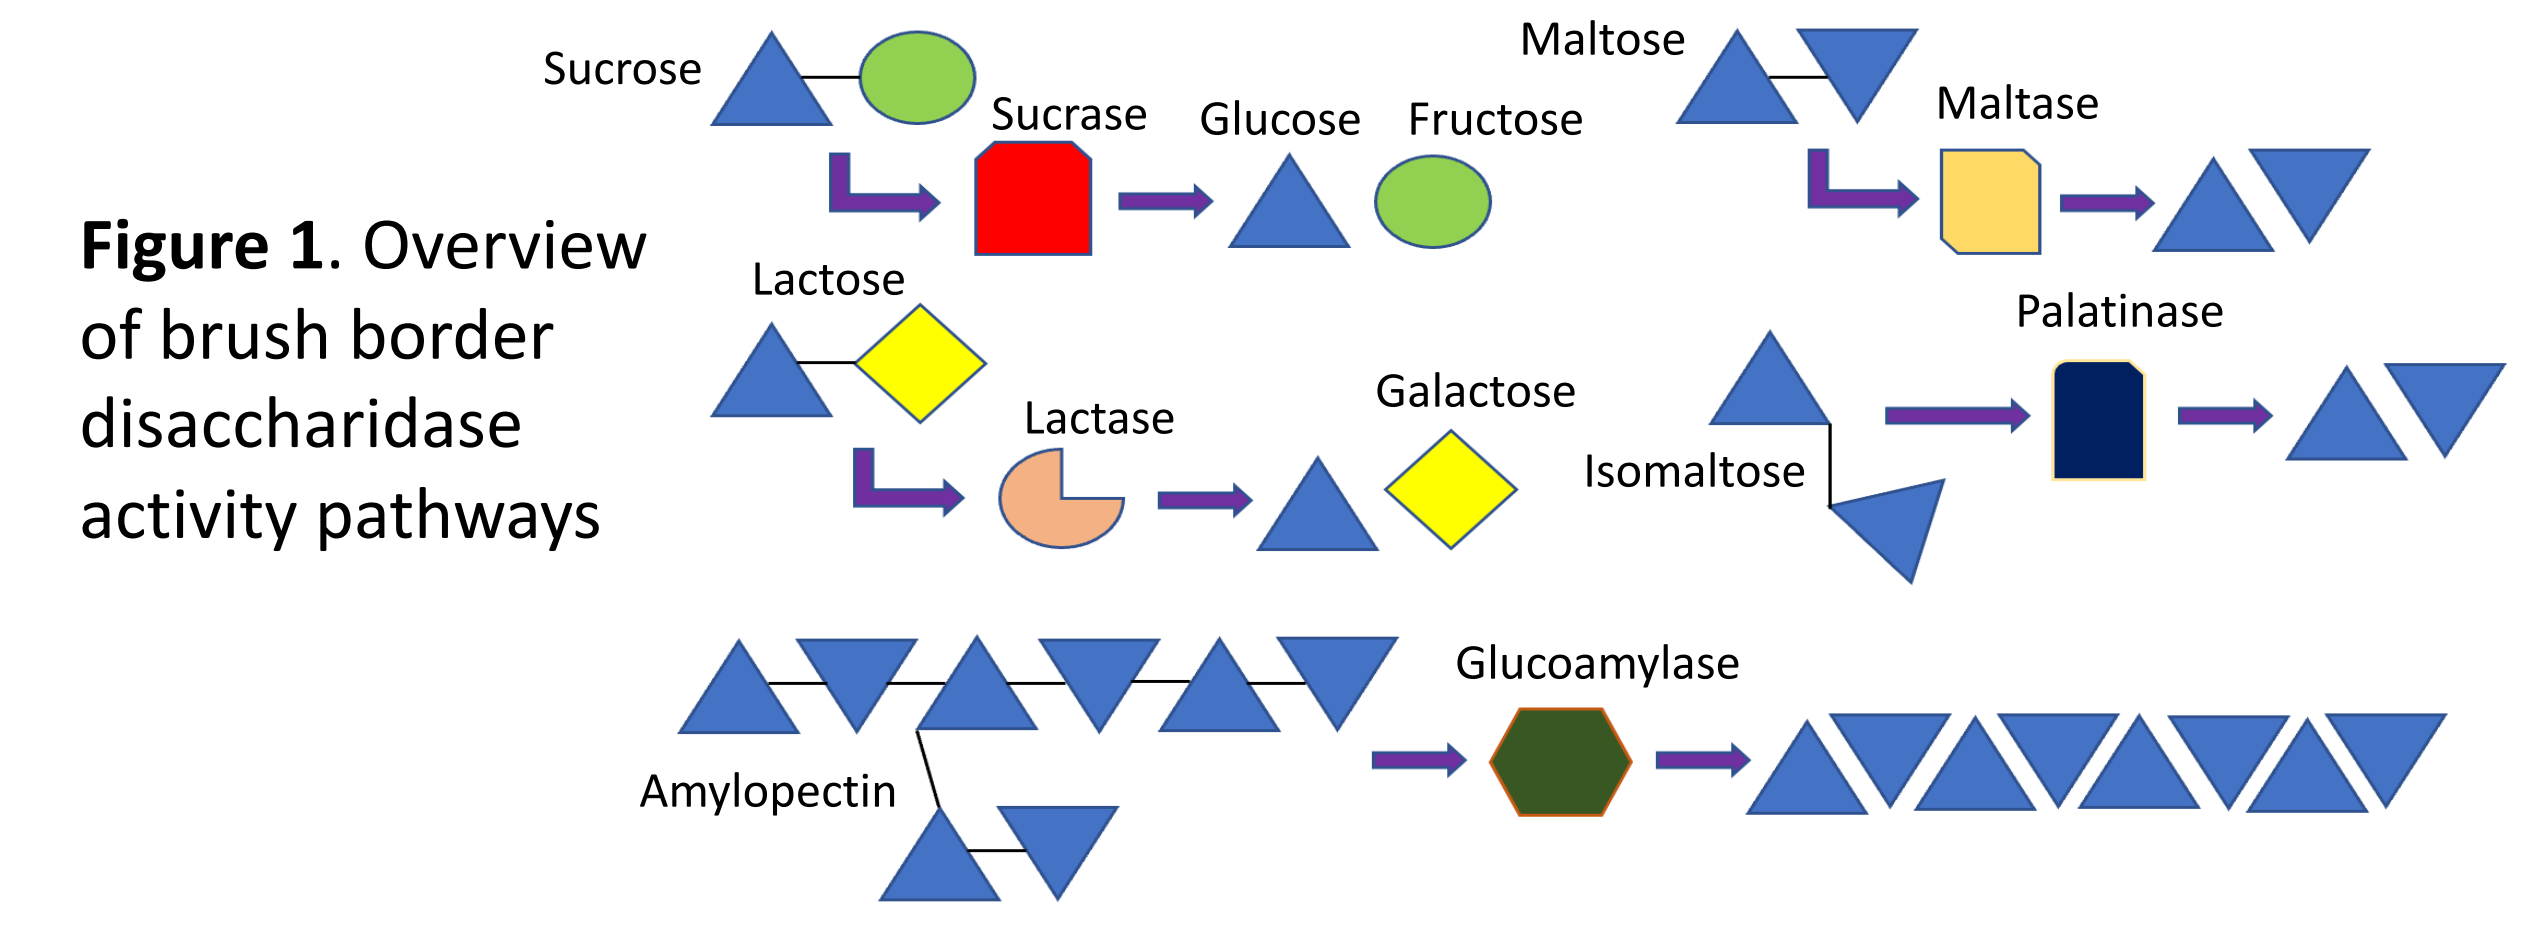 Figure 1. Overview
of brush border
disaccharidase
activity pathways
Sucrose
Sucrase
Glucose
Fructose
Maltose
Maltase
Lactose
Lactase
Galactose
Palatinase
Isomaltose
Amylopectin
Glucoamylase